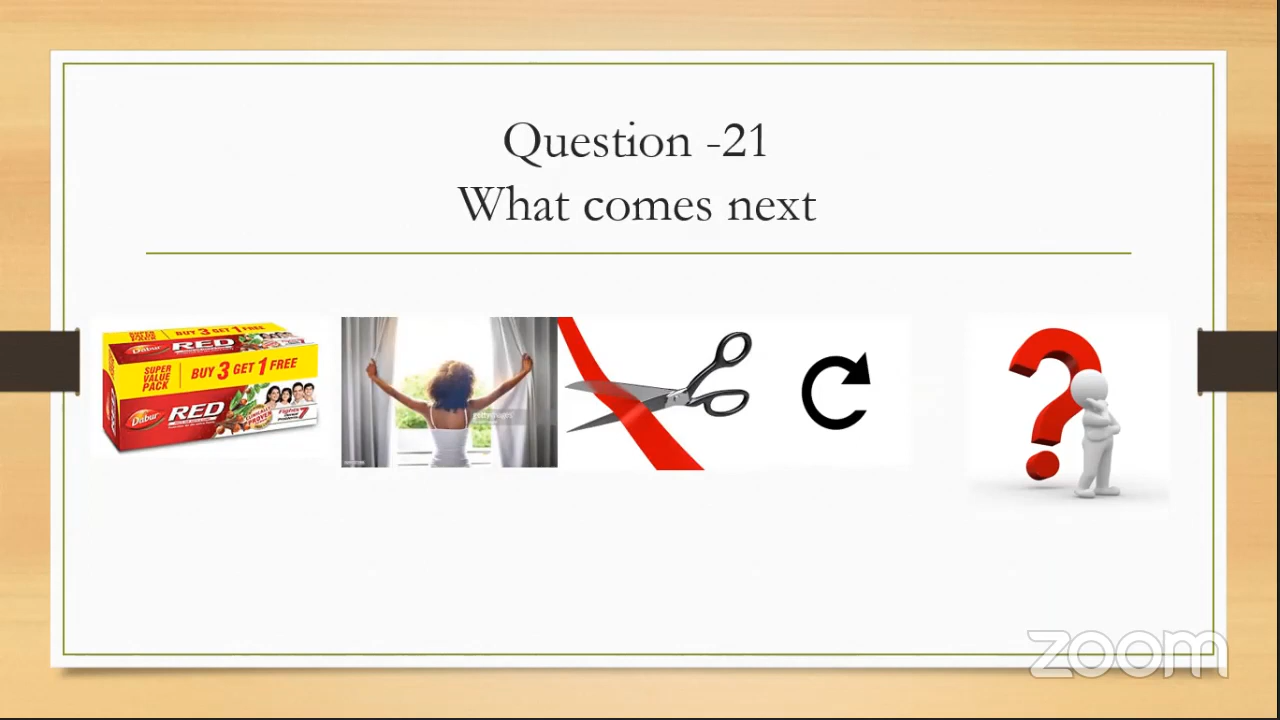 Question -21
What comes next
SUPER VALUE PACK
BUY 3 GET 1 FREE
RED
SUPER
VALUE
PACK
BUY 3 GET 1 FREE
Dabur
RED
zoom